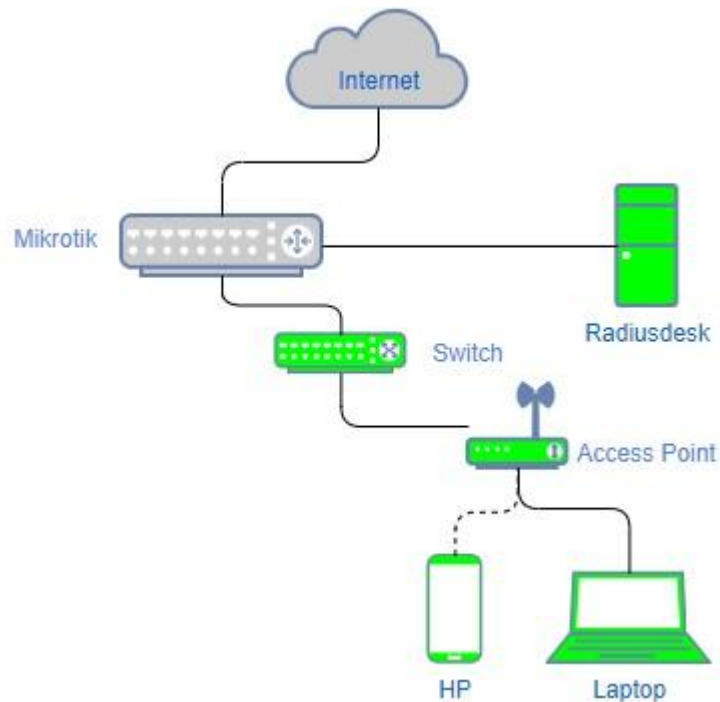 Internet
Mikrotik
Radiusdesk
Switch
Access Point
HP
Laptop